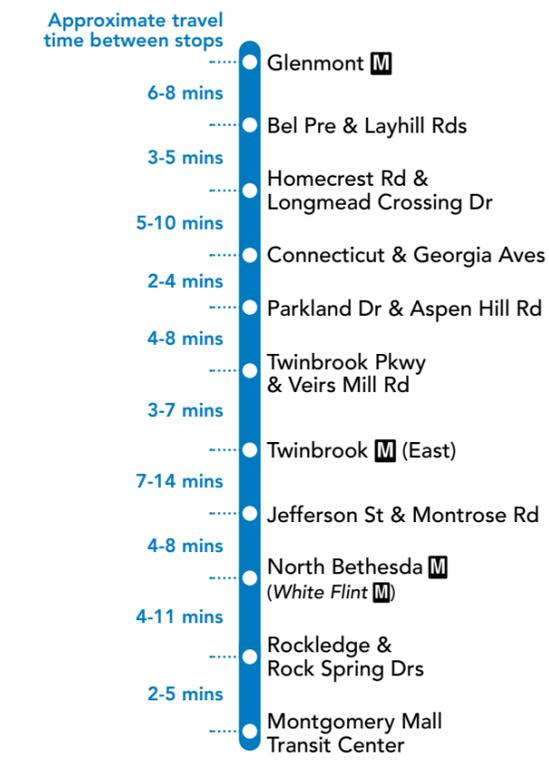 Approximate travel
time between stops
Glenmont M
6-8 mins
Bel Pre & Layhill Rds
3-5 mins
Homecrest Rd &
Longmead Crossing Dr
5-10 mins
Connecticut & Georgia Aves
2-4 mins
Parkland Dr & Aspen Hill Rd
4-8 mins
Twinbrook Pkwy
& Veirs Mill Rd
3-7 mins
Twinbrook M (East)
7-14 mins
Jefferson St & Montrose Rd
4-8 mins
North Bethesda M
(White Flint M)
4-11 mins
Rockledge &
Rock Spring Drs
2-5 mins
Montgomery Mall
Transit Center